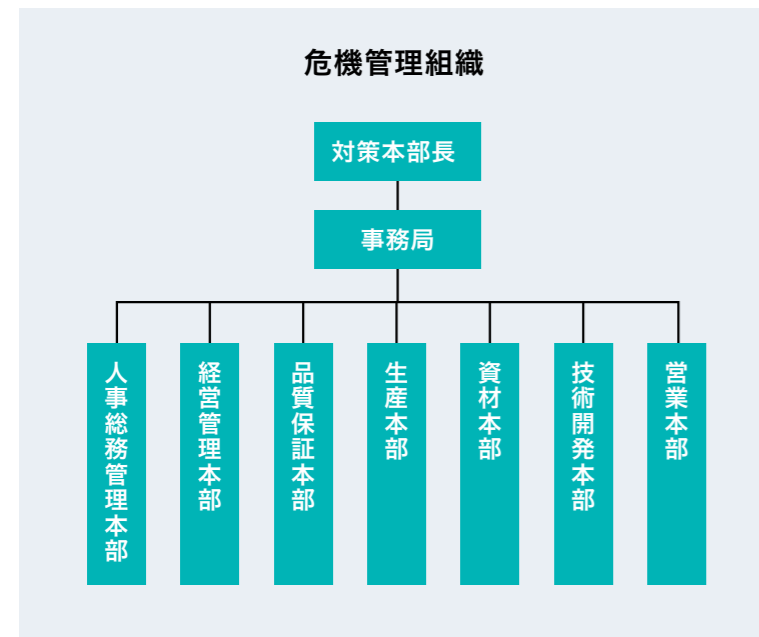 危機管理組織
対策本部長
事務局
人事総務管理本部
経営管理本部
品質保証本部
生産本部
資材本部
技術開発本部
営業本部